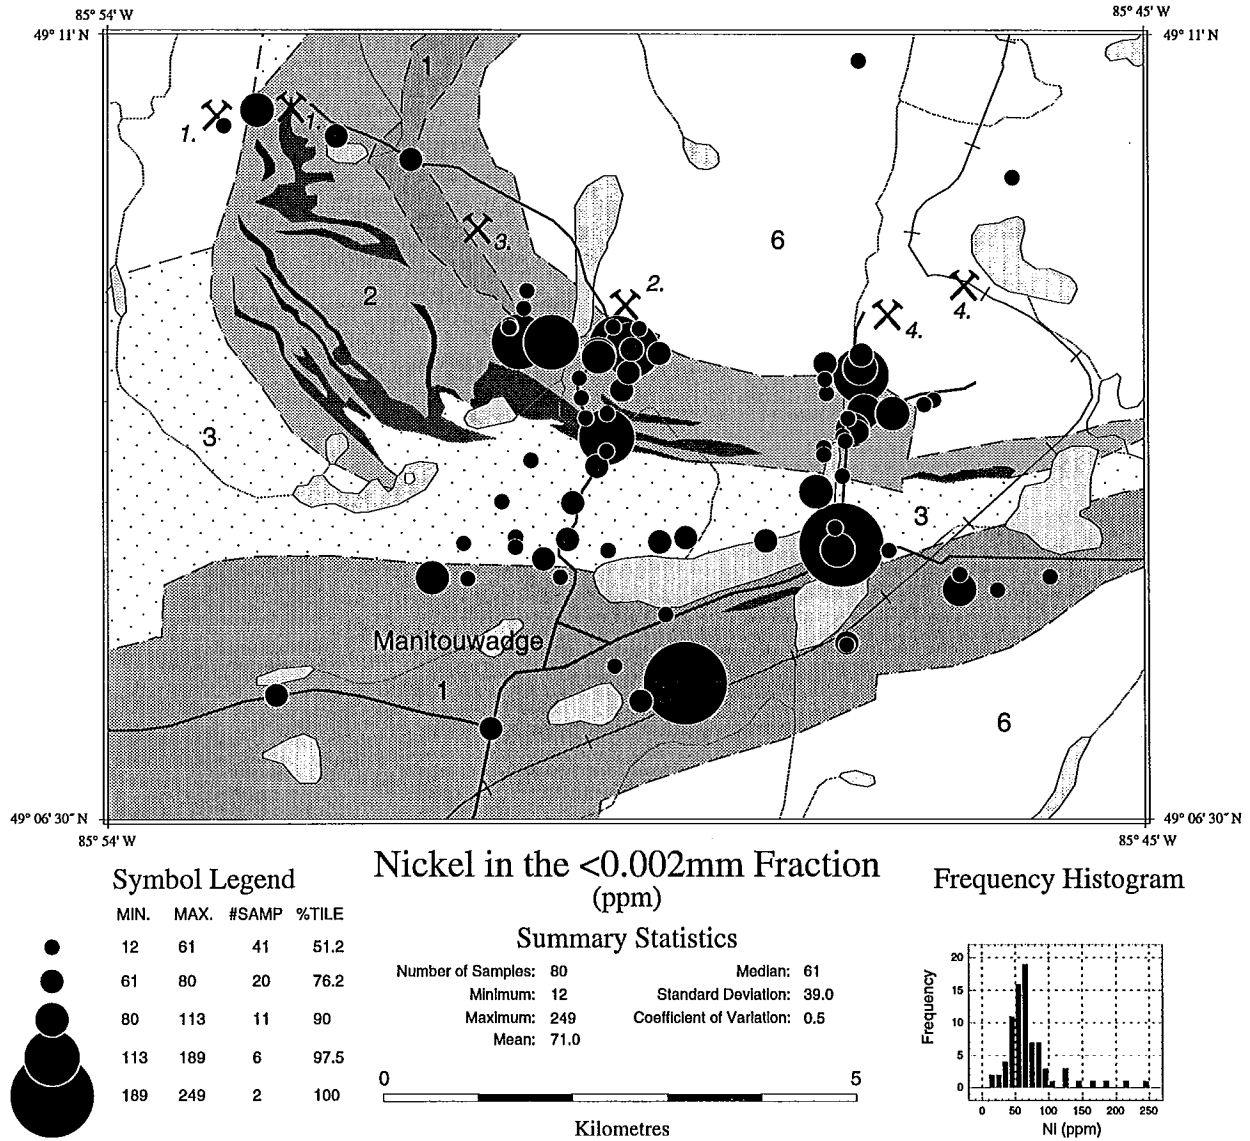 85° 54' W
85° 45' W
49° 11' N
49° 11' N
1
1.
1.
3.
6
2.
2
4.
4.
3
3
Manitouwadge
1
6
49° 06' 30" N
49° 06' 30" N
85° 54' W
85° 45' W
Nickel in the <0.002mm Fraction
(ppm)
Symbol Legend
MIN. MAX. #SAMP %TILE
12 61 41 51.2
61 80 20 76.2
80 113 11 90
113 189 6 97.5
189 249 2 100
Summary Statistics
Number of Samples: 80
Minimum: 12
Maximum: 249
Mean: 71.0
Median: 61
Standard Deviation: 39.0
Coefficient of Variation: 0.5
0 5
Kilometres
Frequency Histogram
Frequency
20
15
10
5
0
0 50 100 150 200 250
NI (ppm)